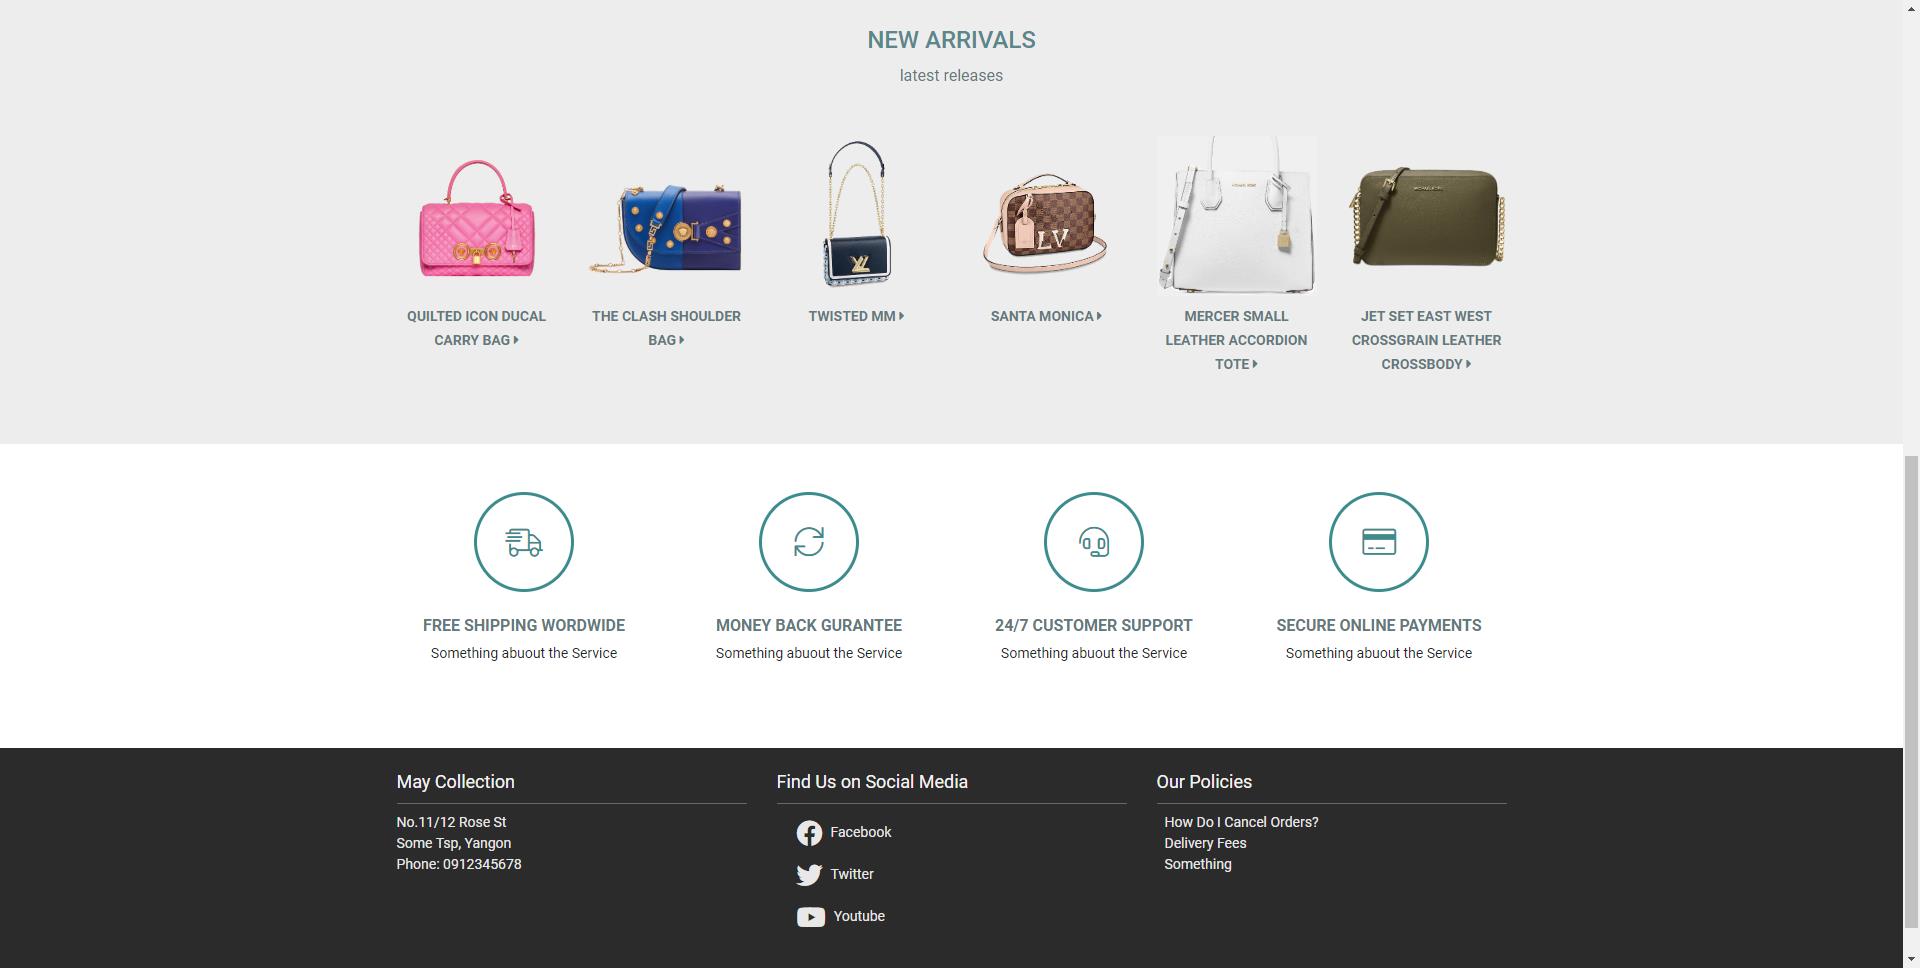 NEW ARRIVALS
latest releases
LV
QUILTED ICON DUCAL
CARRY BAG
THE CLASH SHOULDER
BAG
TWISTED MM
SANTA MONICA
MERCER SMALL
LEATHER ACCORDION
TOTE
JET SET EAST WEST
CROSSGRAIN LEATHER
CROSSBODY
FREE SHIPPING WORDWIDE
Something abuout the Service
MONEY BACK GURANTEE
Something abuout the Service
24/7 CUSTOMER SUPPORT
Something abuout the Service
SECURE ONLINE PAYMENTS
Something abuout the Service
May Collection
No.11/12 Rose St
Some Tsp, Yangon
Phone: 0912345678
Find Us on Social Media
Facebook
Twitter
Youtube
Our Policies
How Do I Cancel Orders?
Delivery Fees
Something